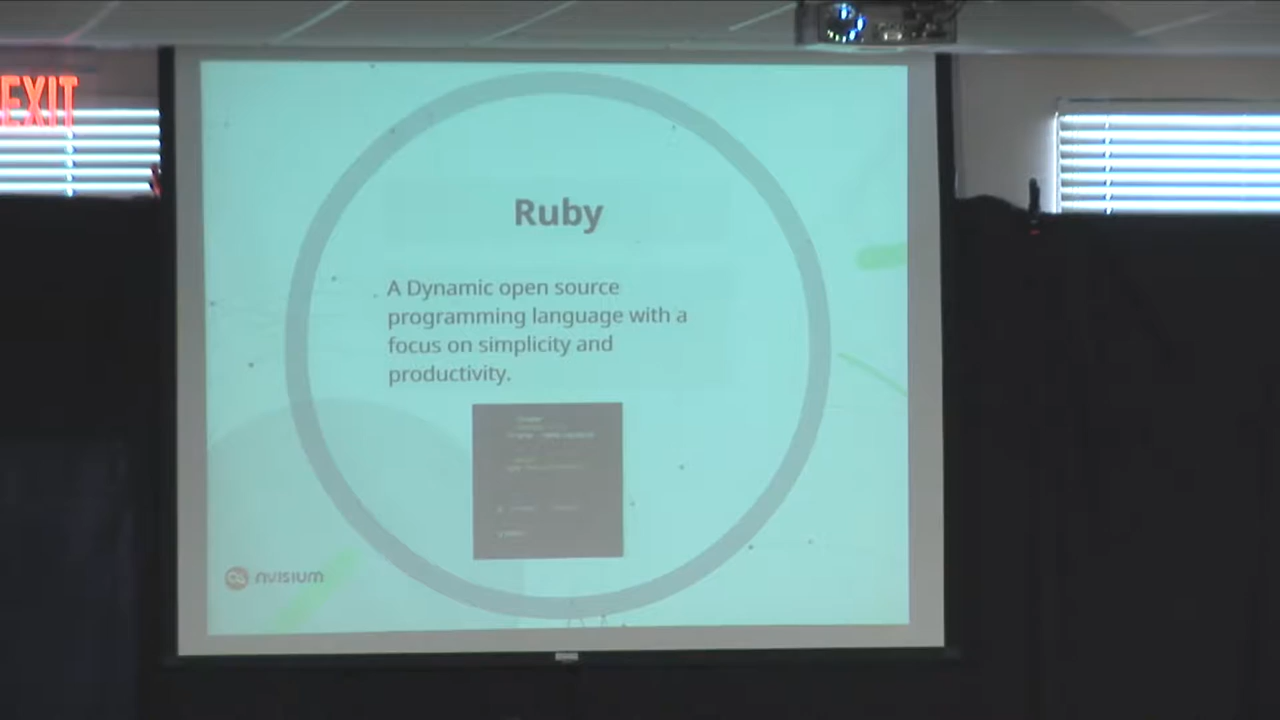 EXIT
Ruby
A Dynamic open source
programming language with a
focus on simplicity and
productivity.
nvisium